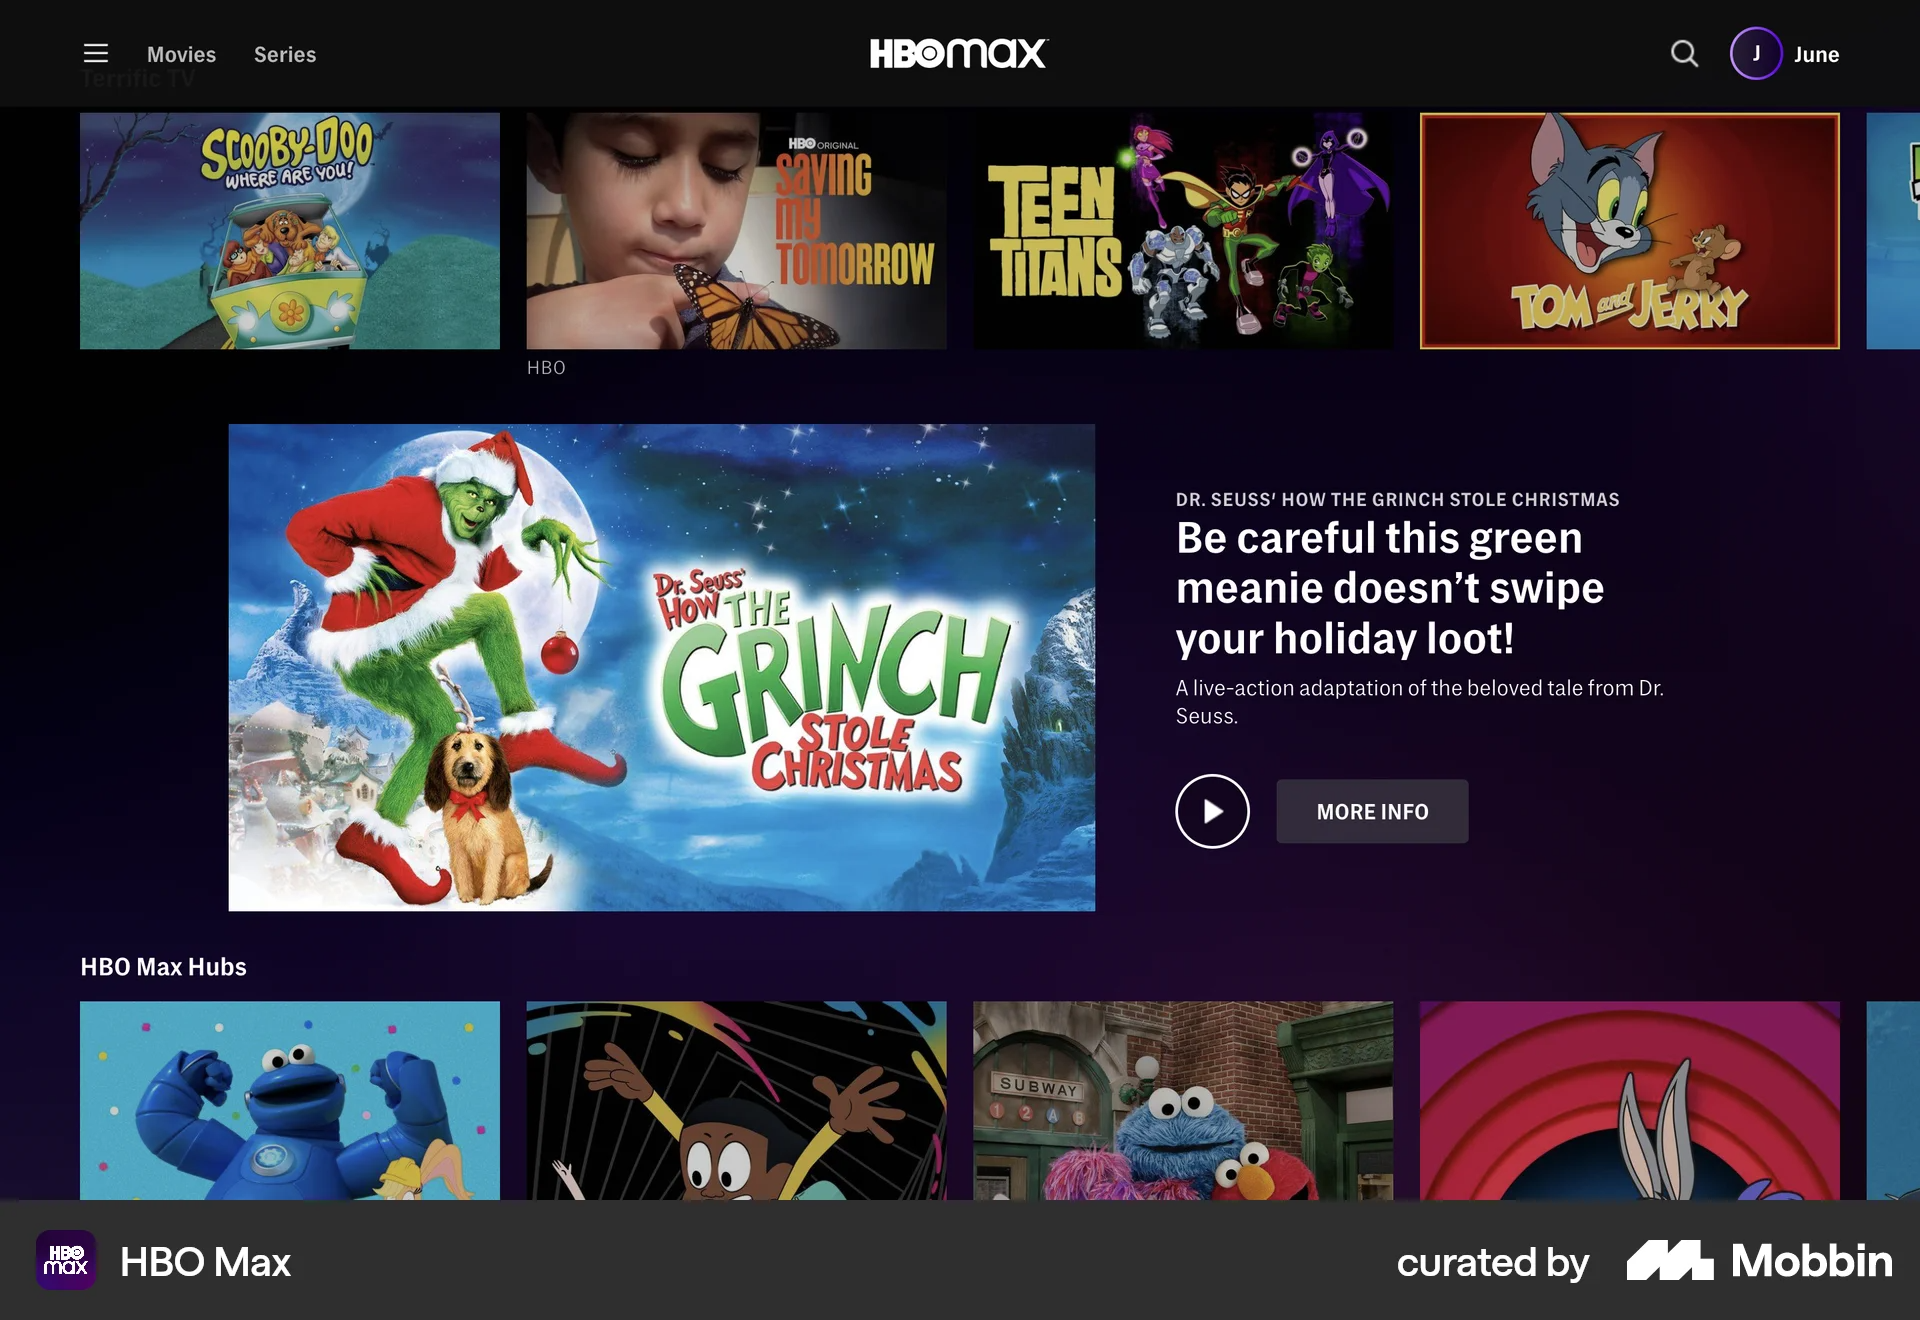 Movies
Series
HBOmax
J
June
Terrific TV
SCOOBY-DOO
WHERE ARE YOU!
HBO ORIGINAL
SAVING
MY
TOMORROW
TEEN
TITANS
TOM and JERRY
HBO
Dr. Seuss'
HOW THE
GRINCH
STOLE
CHRISTMAS
DR. SEUSS' HOW THE GRINCH STOLE CHRISTMAS
Be careful this green
meanie doesn’t swipe
your holiday loot!
A live-action adaptation of the beloved tale from Dr.
Seuss.
MORE INFO
HBO Max Hubs
SUBWAY
1 2 A B
HBO
max
HBO Max
curated by
Mobbin